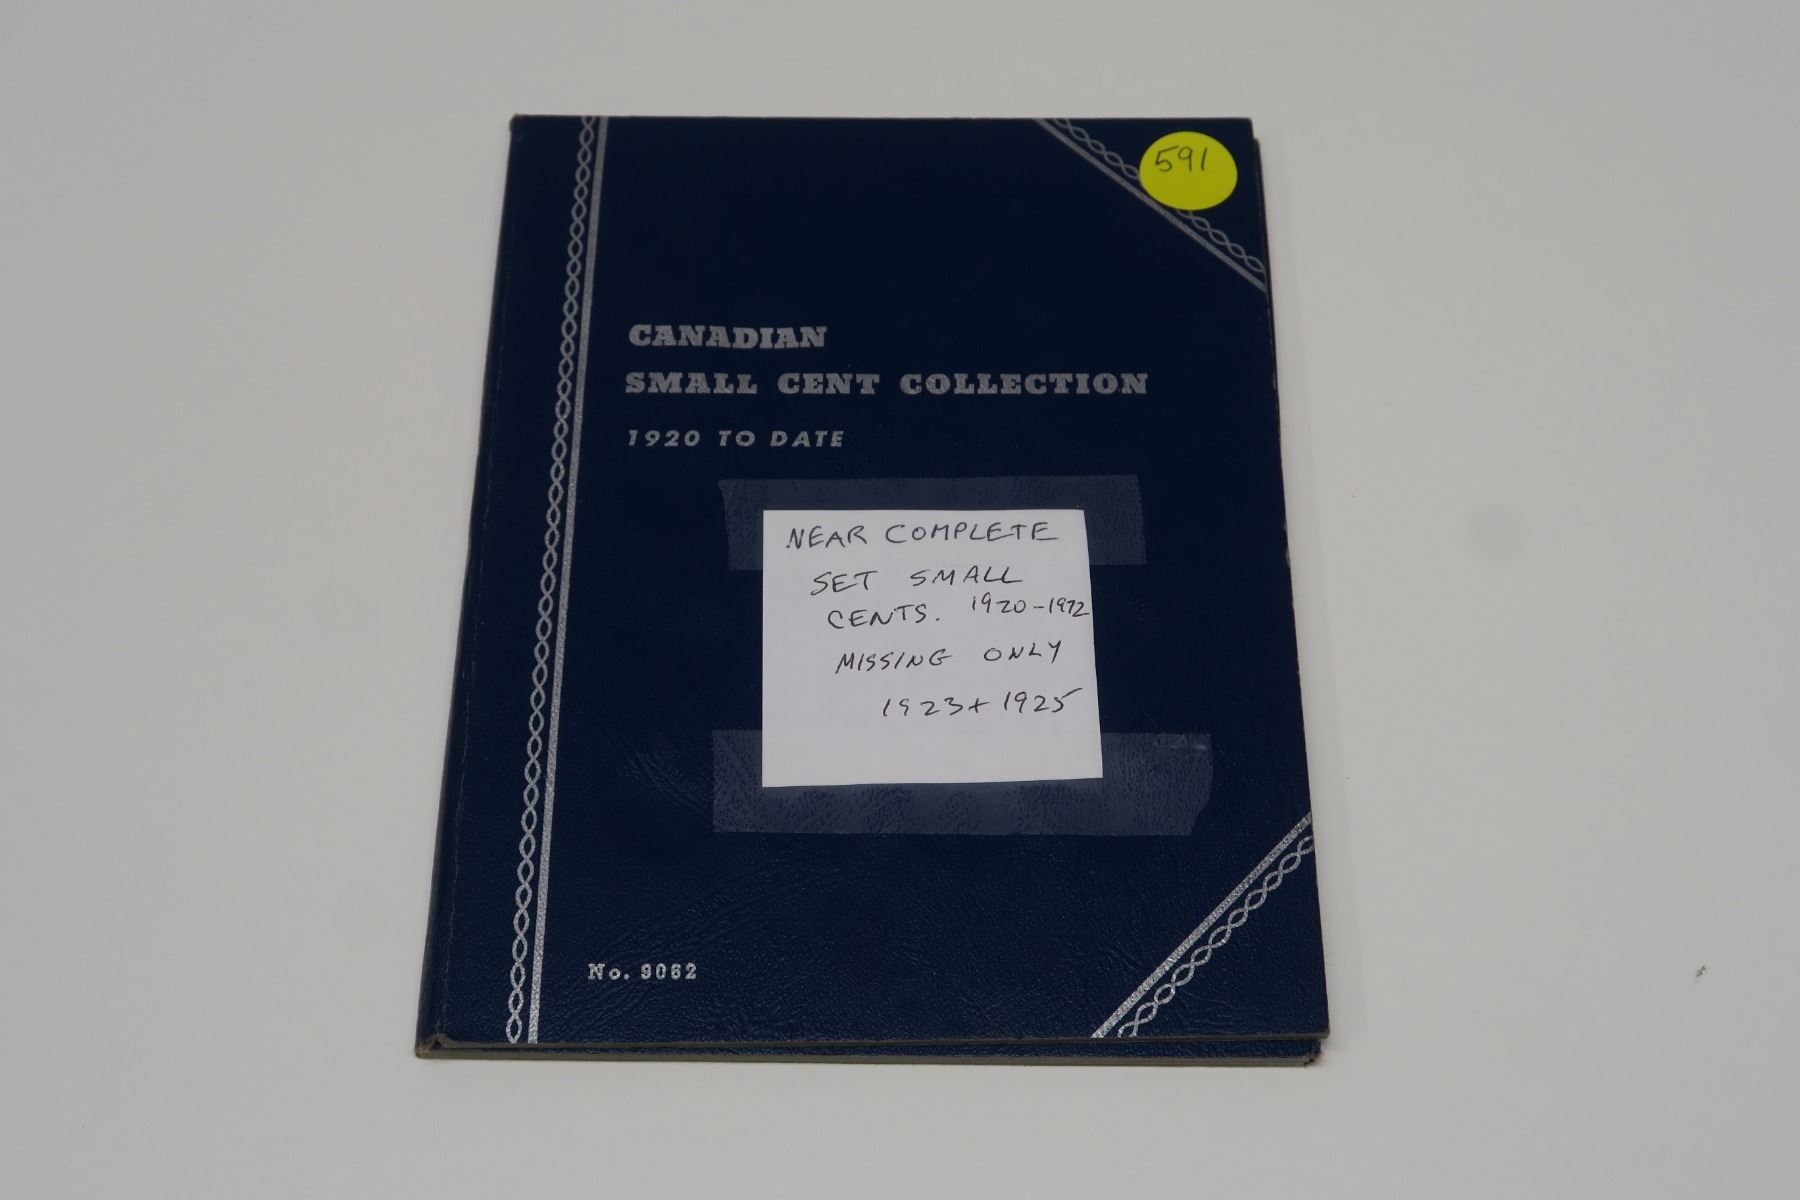 591
CANADIAN
SMALL CENT COLLECTION
1920 TO DATE
NEAR COMPLETE
SET SMALL
CENTS. 1920-1972
MISSING ONLY
1923+ 1925
No. 9062